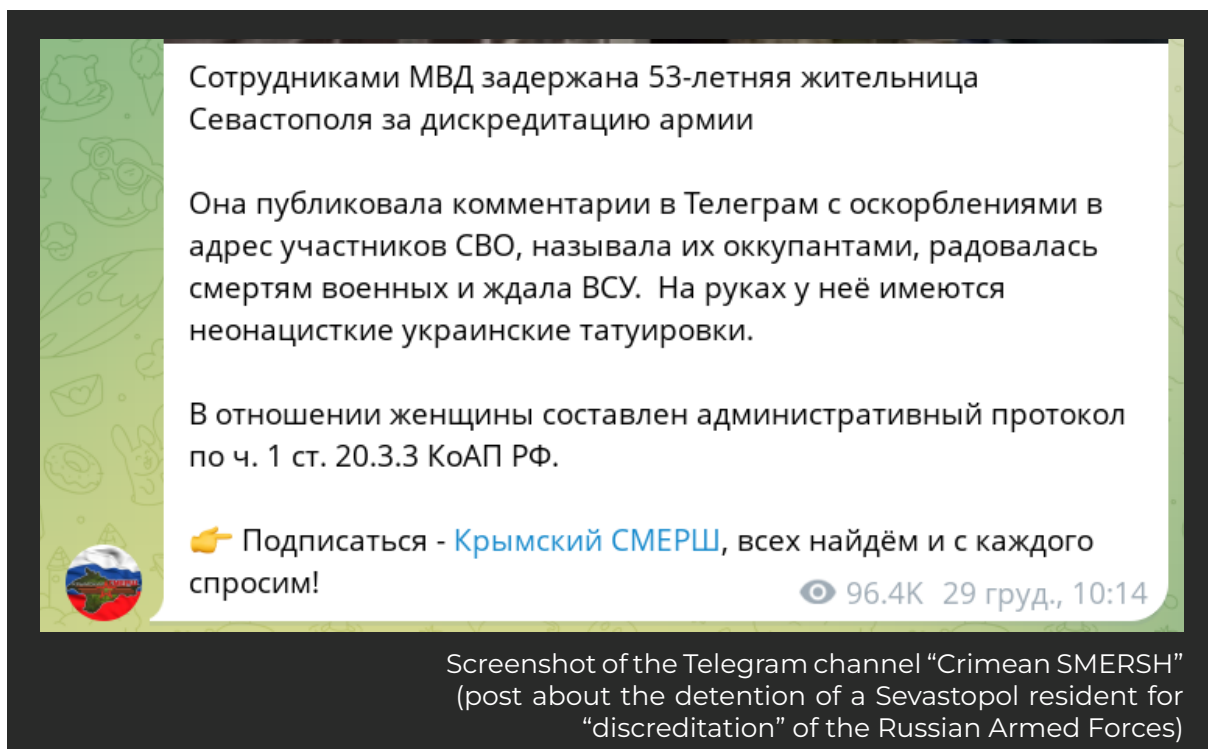 Сотрудниками МВД задержана 53-летняя жительница
Севастополя за дискредитацию армии
Она публиковала комментарии в Телеграм с оскорблениями в
адрес участников СВО, называла их оккупантами, радовалась
смертям военных и ждала ВСУ.  На руках у неё имеются
неонацисткие украинские татуировки.
В отношении женщины составлен административный протокол
по ч. 1 ст. 20.3.3 КоАП РФ.
👉 Подписаться - Крымский СМЕРШ, всех найдём и с каждого
спросим!
96.4K 29 груд., 10:14
Screenshot of the Telegram channel “Crimean SMERSH”
(post about the detention of a Sevastopol resident for
“discreditation” of the Russian Armed Forces)